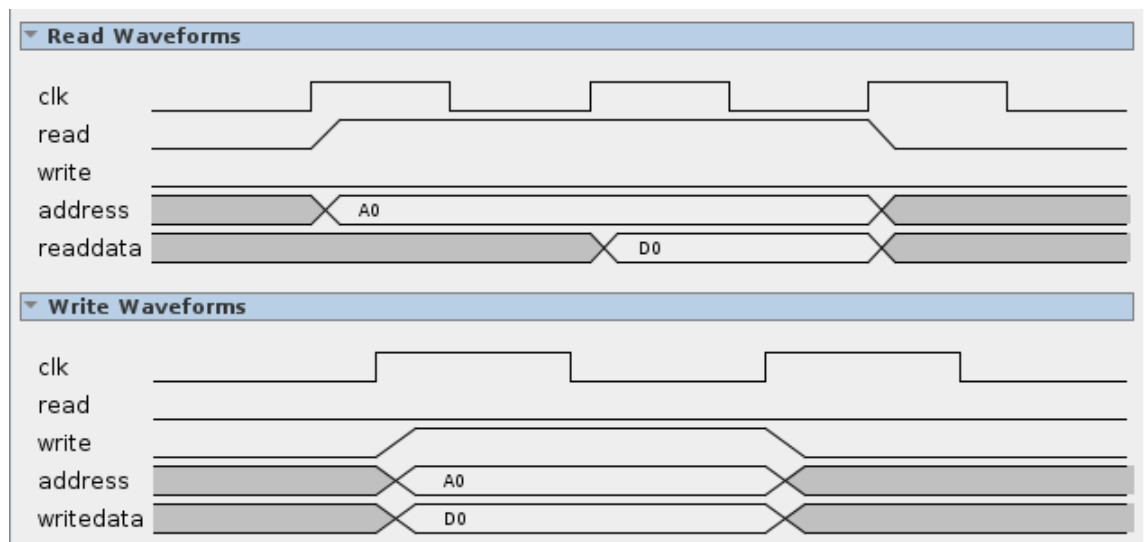 Read Waveforms
clk
read
write
address A0
readdata D0
Write Waveforms
clk
read
write
address A0
writedata D0